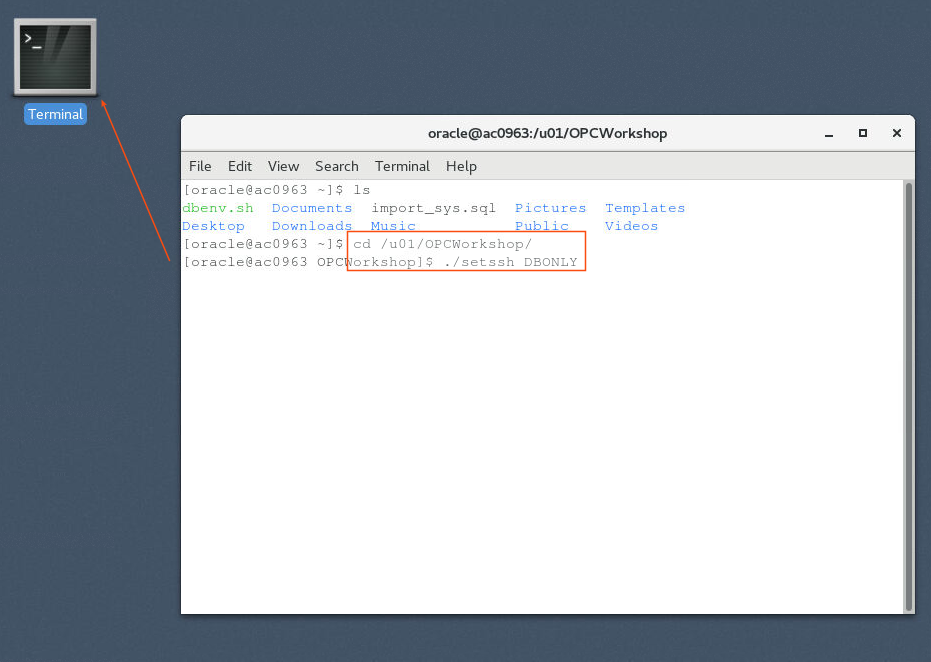 >_
Terminal
oracle@ac0963:/u01/OPCWorkshop
File Edit View Search Terminal Help
[oracle@ac0963 ~]$ ls
dbenv.sh Documents import_sys.sql Pictures Templates
Desktop Downloads Music Public Videos
[oracle@ac0963 ~]$ cd /u01/OPCWorkshop/
[oracle@ac0963 OPCWorkshop]$ ./setssh DBONLY